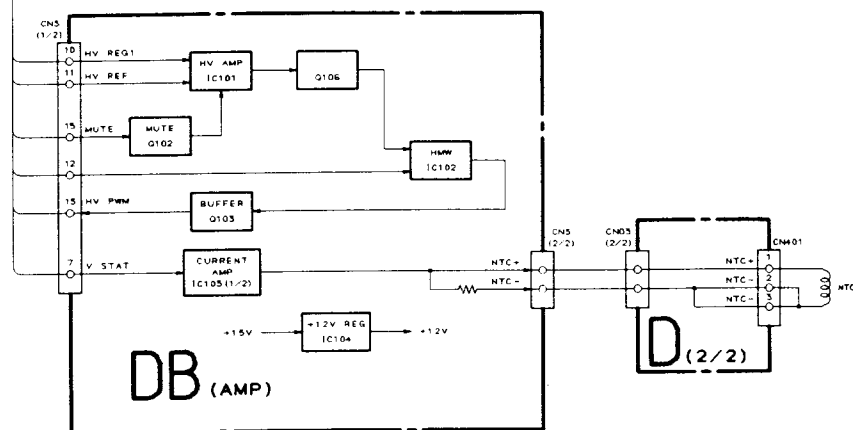 CN5
(1/2)
10 HV REG1
11 HV REF
15 MUTE
12
13 HV PWM
7 V STAT
HV AMP
IC101
Q106
MUTE
Q102
HMW
IC102
BUFFER
Q103
CURRENT
AMP
IC103(1/2)
+15V
+12V REG
IC104
+12V
DB (AMP)
NTC+
NTC-
CN5
(2/2)
CN03
(2/2)
D (2/2)
CN401
NTC+ 1
NTC- 2
NTC- 3
NTC